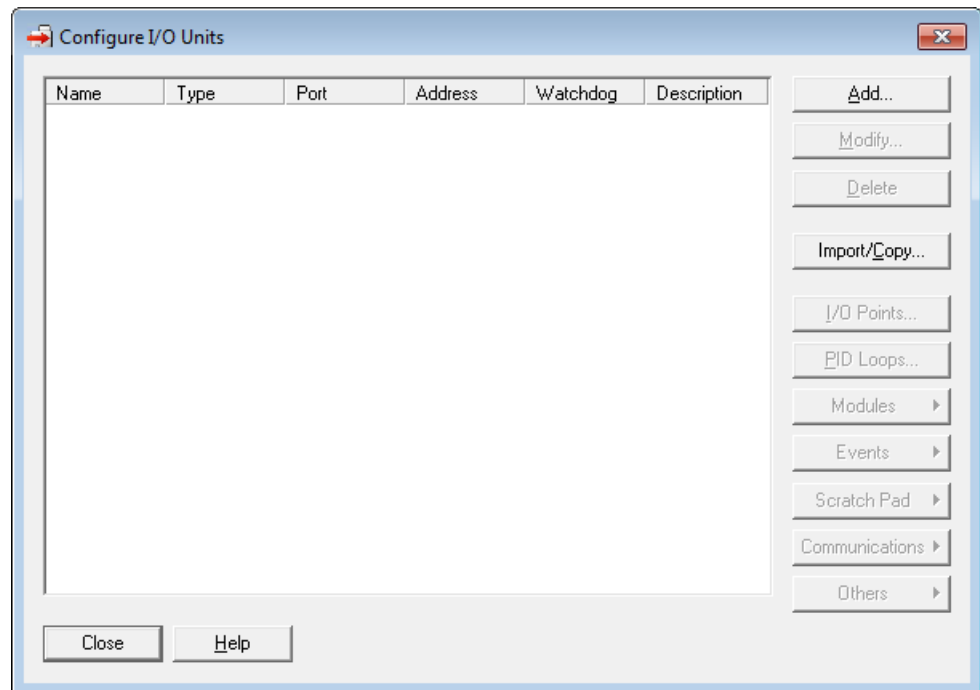 Configure I/O Units
Name Type Port Address Watchdog Description
Add...
Modify...
Delete
Import/Copy...
I/O Points...
PID Loops...
Modules
Events
Scratch Pad
Communications
Others
Close Help